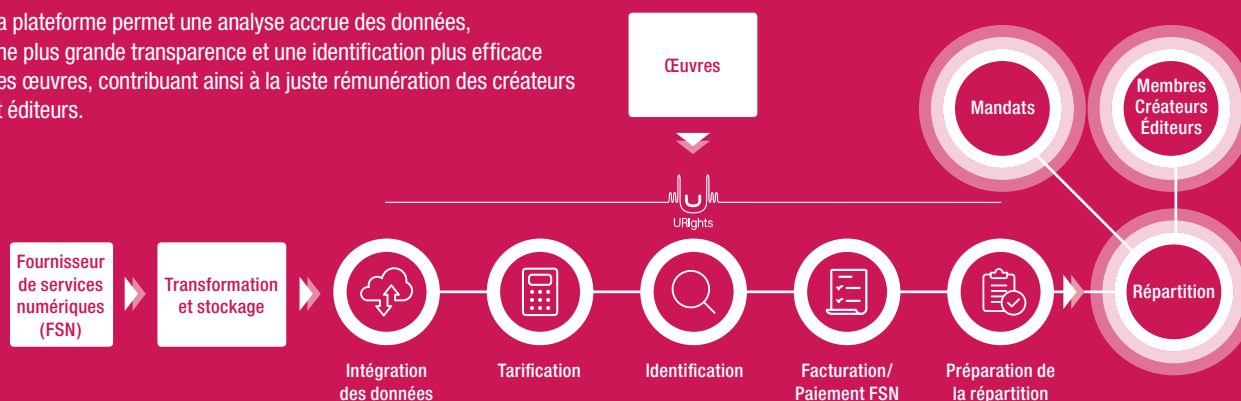 a plateforme permet une analyse accrue des données,
ne plus grande transparence et une identification plus efficace
es œuvres, contribuant ainsi à la juste rémunération des créateurs
t éditeurs.
Œuvres
Mandats
Membres
Créateurs
Éditeurs
URights
Fournisseur
de services
numériques
(FSN)
Transformation
et stockage
Répartition
Intégration
des données
Tarification
Identification
Facturation/
Paiement FSN
Préparation de
la répartition